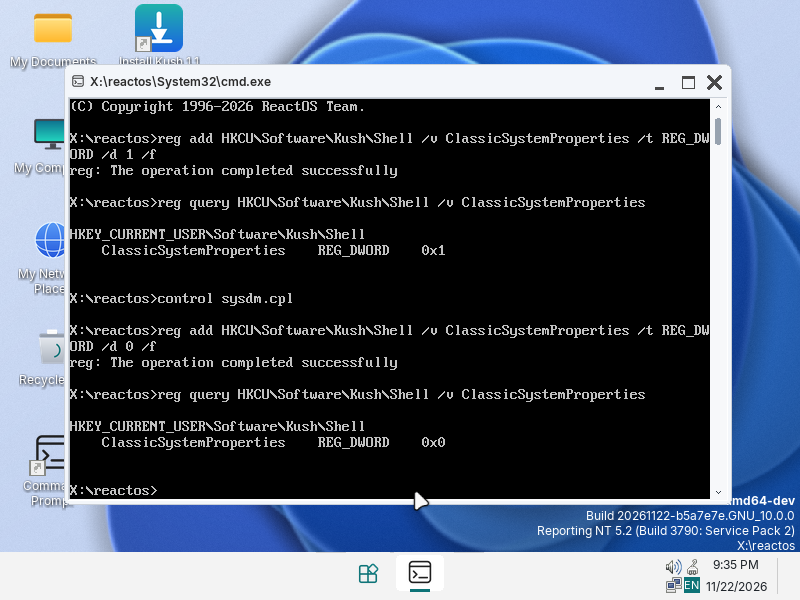 My Documents
Install Kush 1.1
X:\reactos\System32\cmd.exe
(C) Copyright 1996-2026 ReactOS Team.
X:\reactos>reg add HKCU\Software\Kush\Shell /v ClassicSystemProperties /t REG_DW
ORD /d 1 /f
reg: The operation completed successfully
X:\reactos>reg query HKCU\Software\Kush\Shell /v ClassicSystemProperties
HKEY_CURRENT_USER\Software\Kush\Shell
ClassicSystemProperties REG_DWORD 0x1
X:\reactos>control sysdm.cpl
X:\reactos>reg add HKCU\Software\Kush\Shell /v ClassicSystemProperties /t REG_DW
ORD /d 0 /f
reg: The operation completed successfully
X:\reactos>reg query HKCU\Software\Kush\Shell /v ClassicSystemProperties
HKEY_CURRENT_USER\Software\Kush\Shell
ClassicSystemProperties REG_DWORD 0x0
X:\reactos>
My Com
My Netw
Place
Recycle
Comma
Promp
md64-dev
Build 20261122-b5a7e7e.GNU_10.0.0
Reporting NT 5.2 (Build 3790: Service Pack 2)
X:\reactos
EN
9:35 PM
11/22/2026